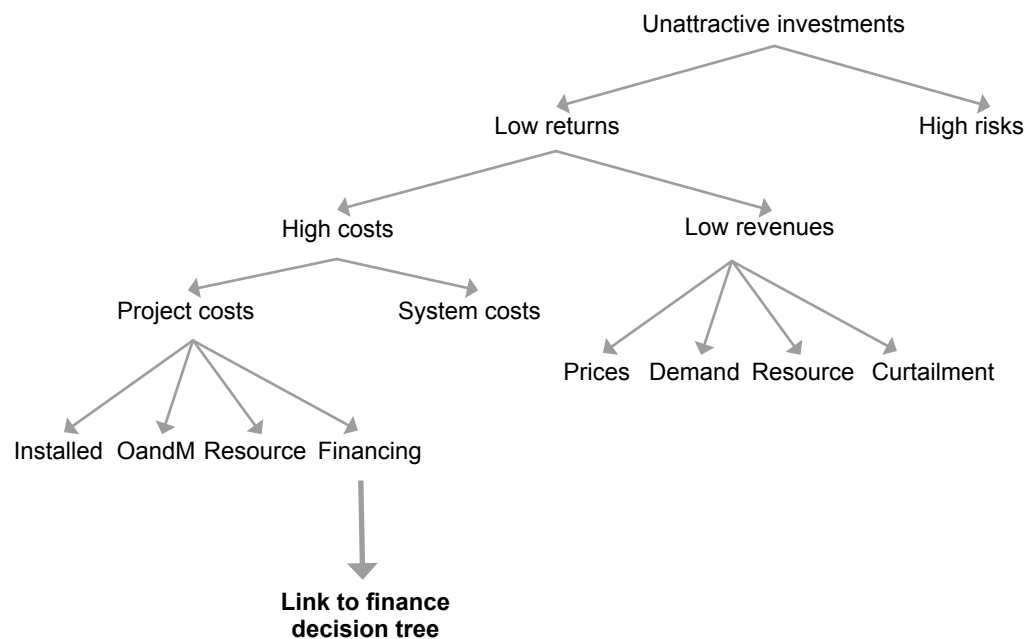 Unattractive investments
Low returns
High risks
High costs
Low revenues
Project costs
System costs
Prices
Demand
Resource
Curtailment
Installed
OandM
Resource
Financing
Link to finance
decision tree